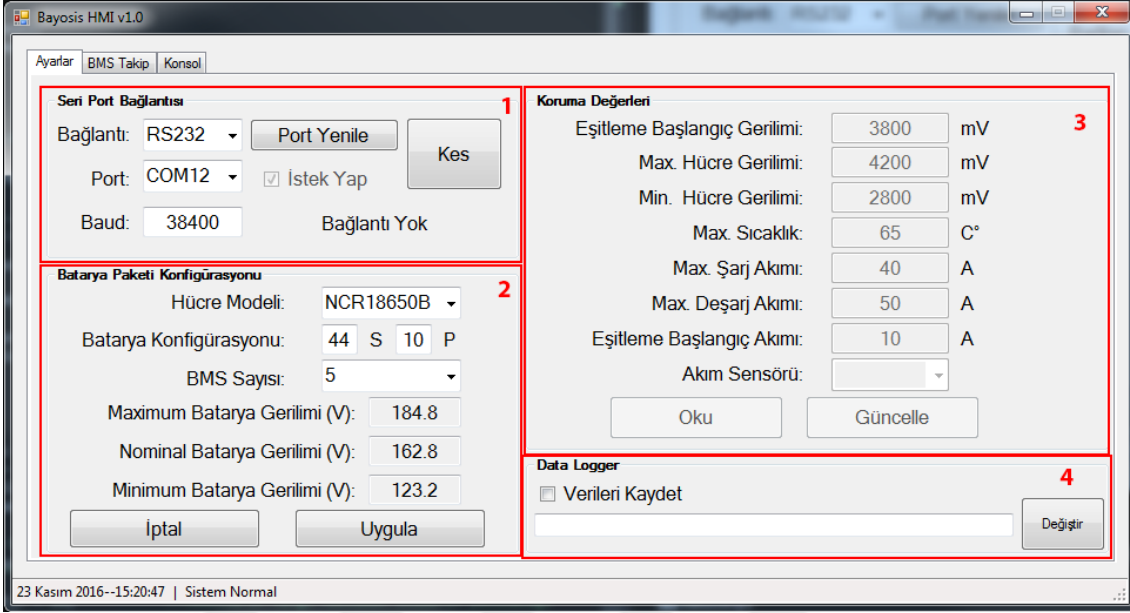 Bayosis HMI v1.0
Ayarlar BMS Takip Konsol
Seri Port Bağlantısı 1
Bağlantı: RS232 Port Yenile Kes
Port: COM12 İstek Yap
Baud: 38400 Bağlantı Yok
Batarya Paketi Konfigürasyonu 2
Hücre Modeli: NCR18650B
Batarya Konfigürasyonu: 44 S 10 P
BMS Sayısı: 5
Maximum Batarya Gerilimi (V): 184.8
Nominal Batarya Gerilimi (V): 162.8
Minimum Batarya Gerilimi (V): 123.2
İptal Uygula
Koruma Değerleri 3
Eşitleme Başlangıç Gerilimi: 3800 mV
Max. Hücre Gerilimi: 4200 mV
Min. Hücre Gerilimi: 2800 mV
Max. Sıcaklık: 65 C°
Max. Şarj Akımı: 40 A
Max. Deşarj Akımı: 50 A
Eşitleme Başlangıç Akımı: 10 A
Akım Sensörü:
Oku Güncelle
Data Logger 4
Verileri Kaydet
Değiştir
23 Kasım 2016--15:20:47 | Sistem Normal